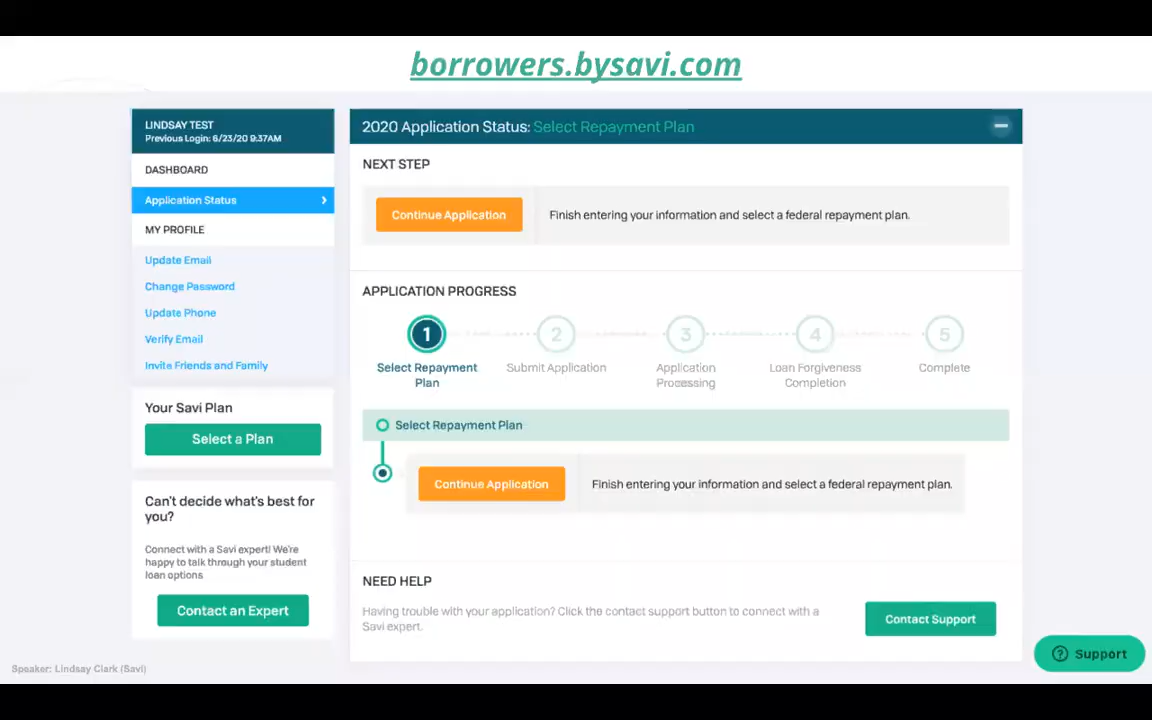 borrowers.bysavi.com
LINDSAY TEST
Previous Login: 6/23/20 9:37AM
DASHBOARD
Application Status
MY PROFILE
Update Email
Change Password
Update Phone
Verify Email
Invite Friends and Family
Your Savi Plan
Select a Plan
Can't decide what's best for
you?
Connect with a Savi expert! We're
happy to talk through your student
loan options
Contact an Expert
2020 Application Status: Select Repayment Plan
NEXT STEP
Continue Application
Finish entering your information and select a federal repayment plan.
APPLICATION PROGRESS
1
Select Repayment
Plan
2
Submit Application
3
Application
Processing
4
Loan Forgiveness
Completion
5
Complete
Select Repayment Plan
Continue Application
Finish entering your information and select a federal repayment plan.
NEED HELP
Having trouble with your application? Click the contact support button to connect with a
Savi expert.
Contact Support
? Support
Speaker: Lindsay Clark (Savi)